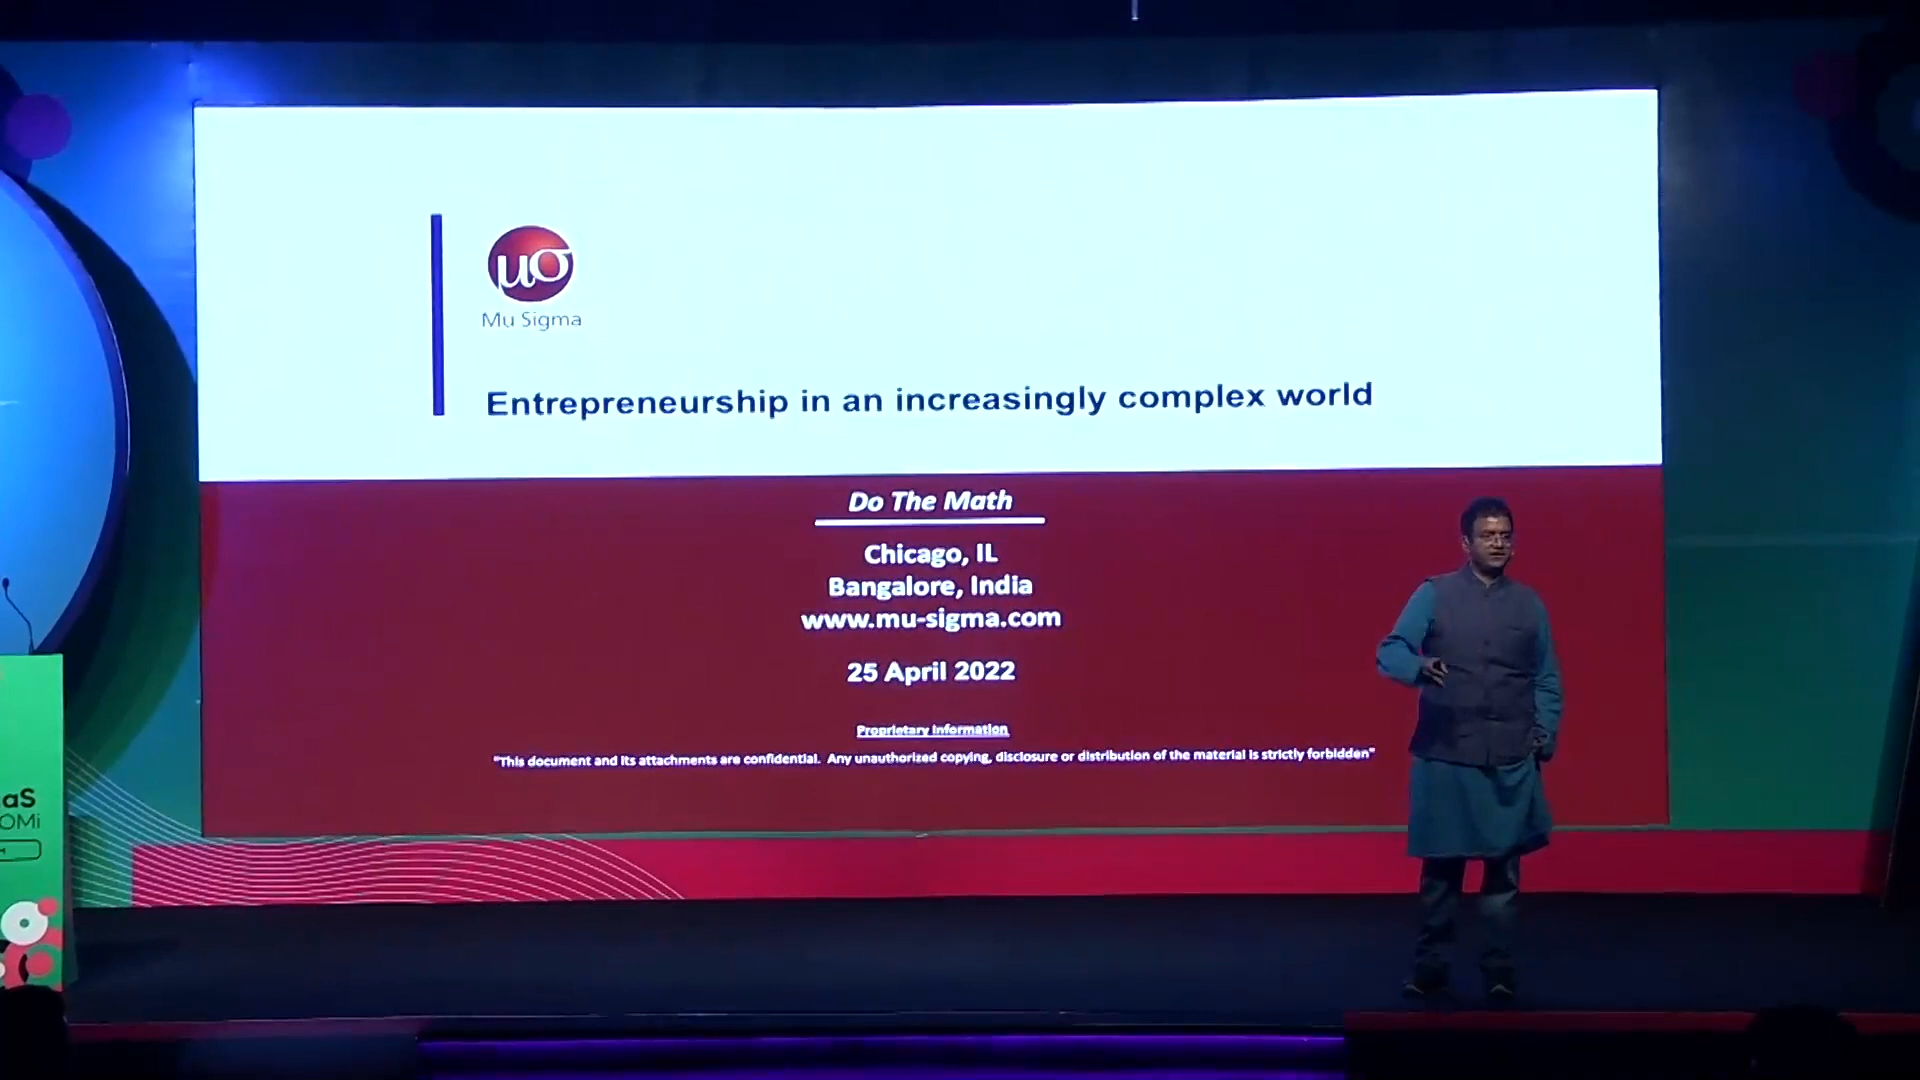 μσ
Mu Sigma
Entrepreneurship in an increasingly complex world
Do The Math
Chicago, IL
Bangalore, India
www.mu-sigma.com
25 April 2022
Proprietary Information
"This document and its attachments are confidential. Any unauthorized copying, disclosure or distribution of the material is strictly forbidden"
aS
OMi